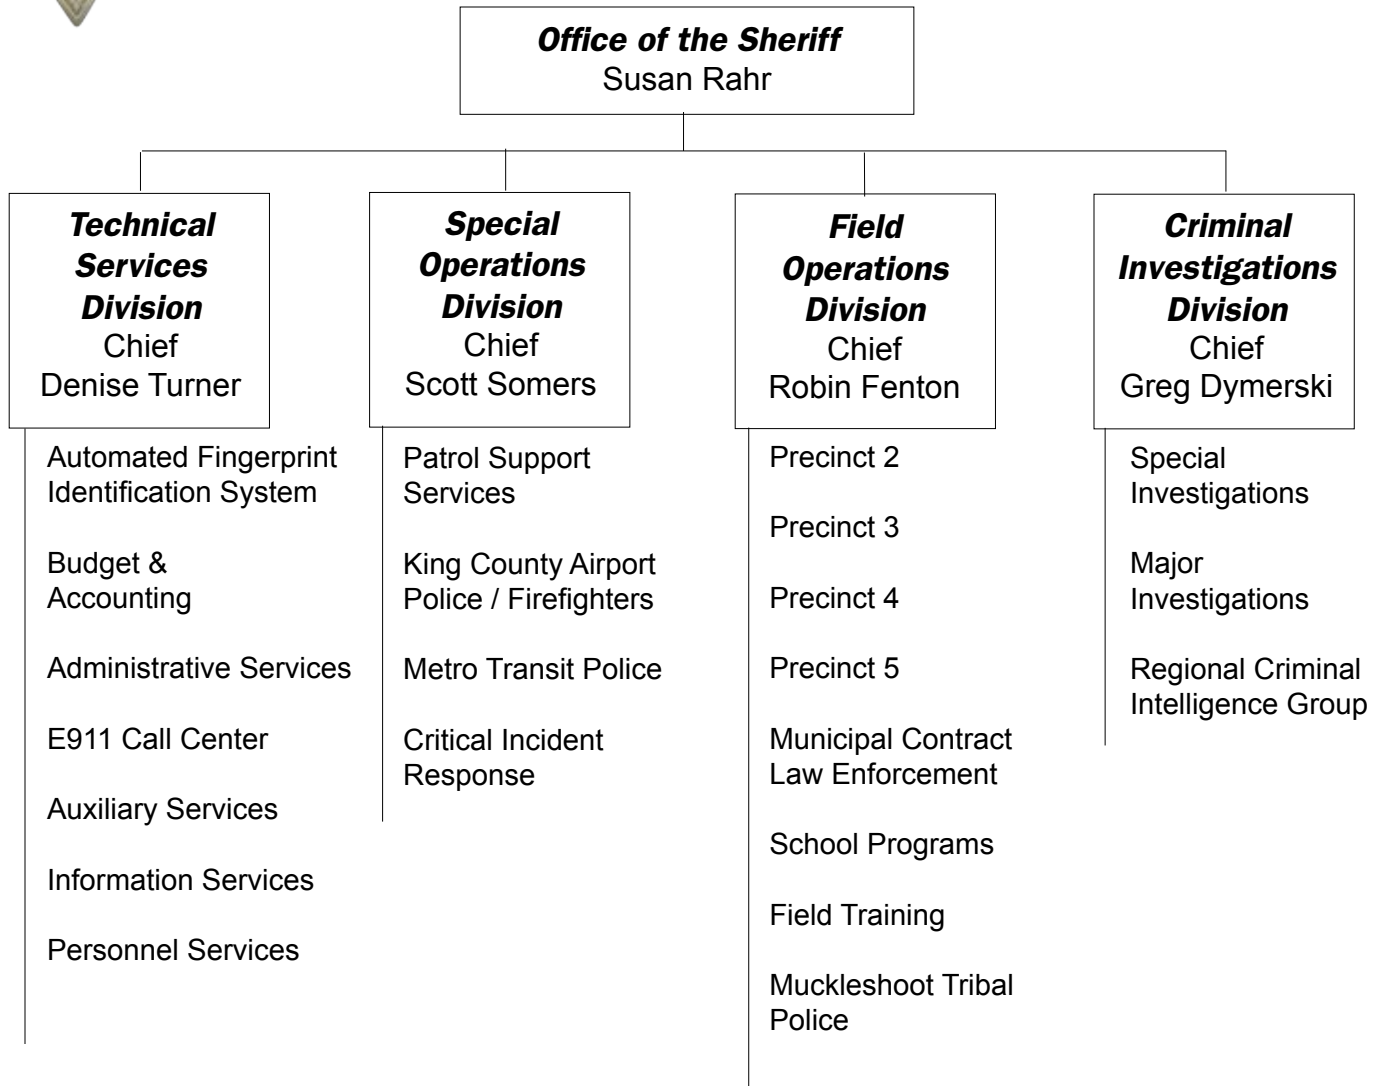 Office of the Sheriff
Susan Rahr
Technical
Services
Division
Chief
Denise Turner
Automated Fingerprint
Identification System
Budget &
Accounting
Administrative Services
E911 Call Center
Auxiliary Services
Information Services
Personnel Services
Special
Operations
Division
Chief
Scott Somers
Patrol Support
Services
King County Airport
Police / Firefighters
Metro Transit Police
Critical Incident
Response
Field
Operations
Division
Chief
Robin Fenton
Precinct 2
Precinct 3
Precinct 4
Precinct 5
Municipal Contract
Law Enforcement
School Programs
Field Training
Muckleshoot Tribal
Police
Criminal
Investigations
Division
Chief
Greg Dymerski
Special
Investigations
Major
Investigations
Regional Criminal
Intelligence Group